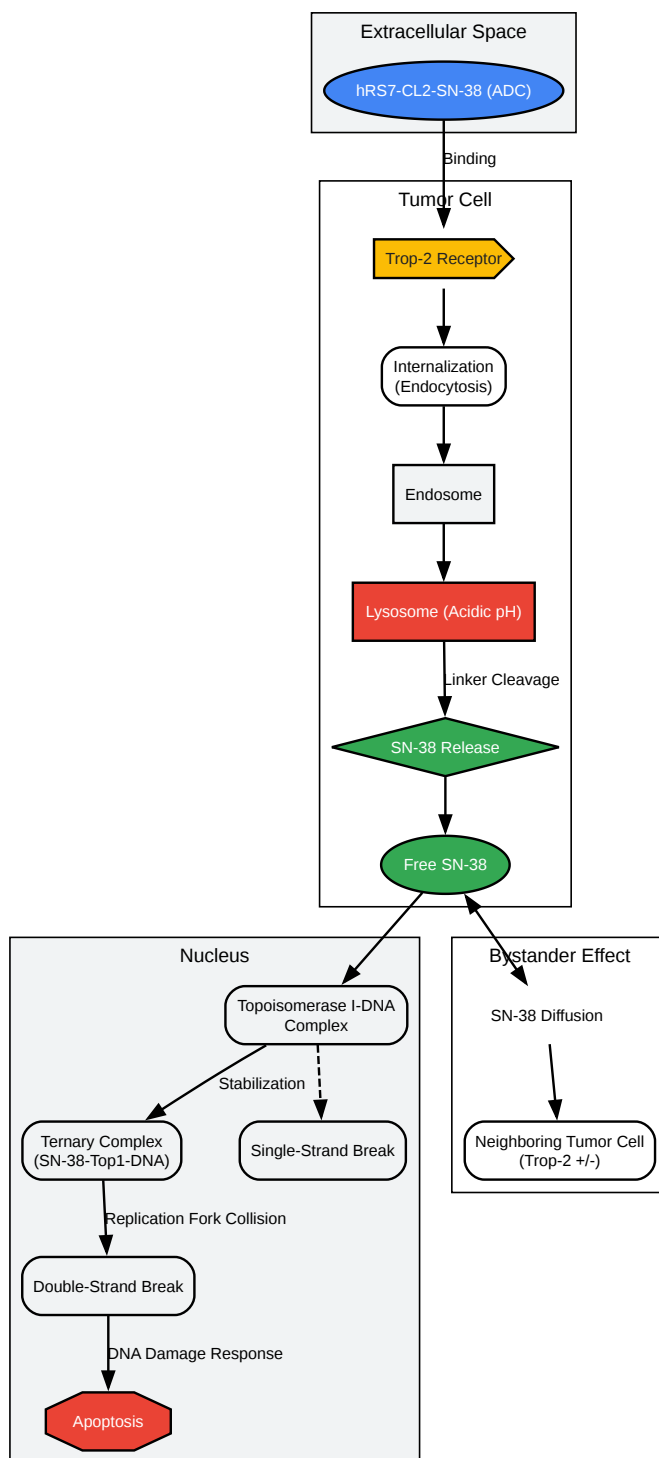 Extracellular Space
hRS7-CL2-SN-38 (ADC)
Binding
Tumor Cell
Trop-2 Receptor
Internalization
(Endocytosis)
Endosome
Lysosome (Acidic pH)
Linker Cleavage
SN-38 Release
Free SN-38
Nucleus
Topoisomerase I-DNA
Complex
Stabilization
Ternary Complex
(SN-38-Top1-DNA)
Single-Strand Break
Replication Fork Collision
Double-Strand Break
DNA Damage Response
Apoptosis
Bystander Effect
SN-38 Diffusion
Neighboring Tumor Cell
(Trop-2 +/-)